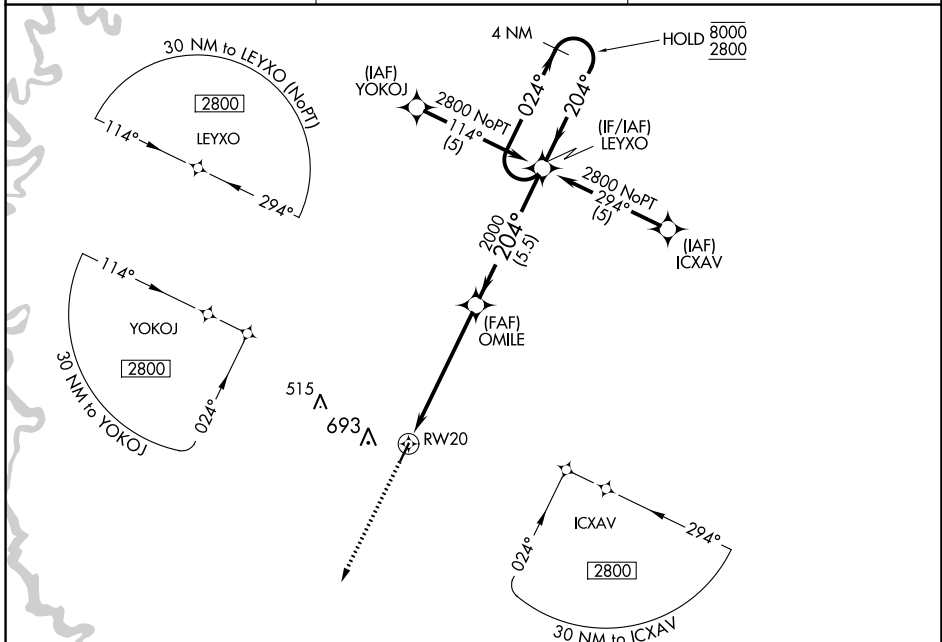 30 NM to LEYXO (NoPT)
2800
LEYXO
114°
294°
4 NM
HOLD 8000
2800
024°
204°
(IAF)
YOKOJ
2800 NoPT
114°
(5)
(IF/IAF)
LEYXO
2800 NoPT
294°
(5)
(IAF)
ICXAV
2000
204°
(5.5)
(FAF)
OMILE
114°
YOKOJ
2800
024°
30 NM to YOKOJ
515
693
RW20
ICXAV
024°
294°
2800
30 NM to ICXAV